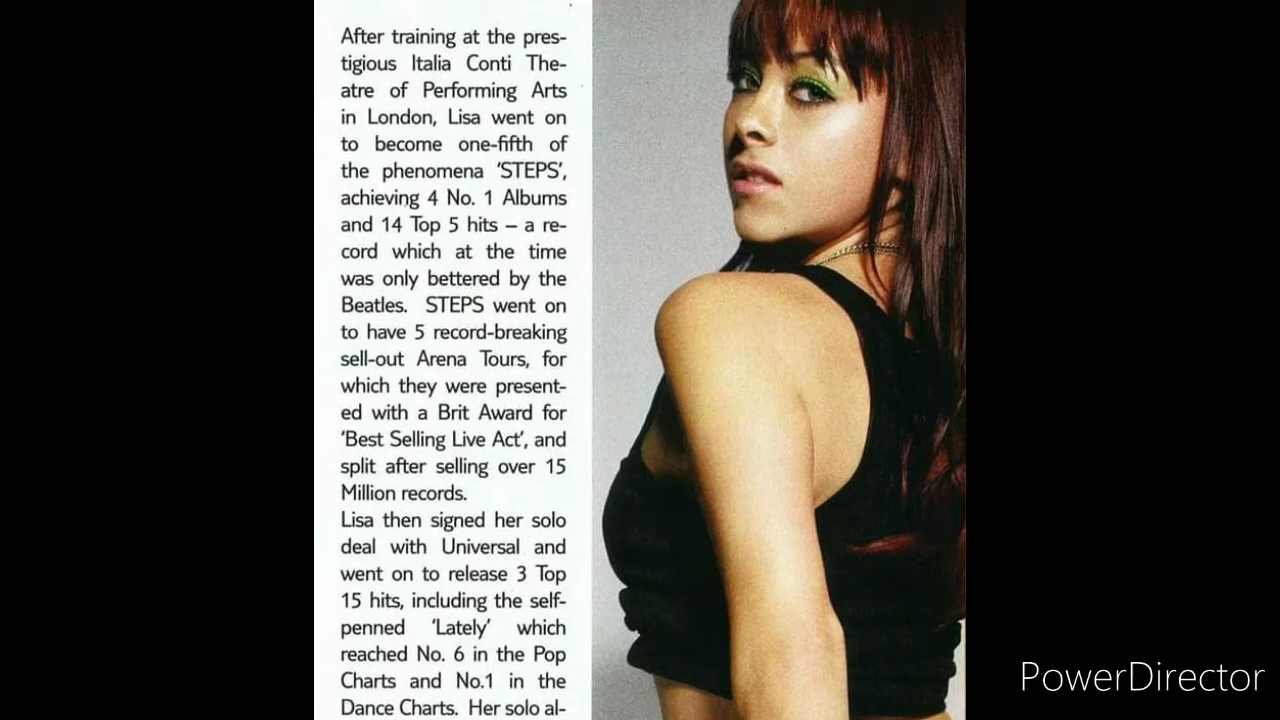 After training at the pres-
tigious Italia Conti The-
atre of Performing Arts
in London, Lisa went on
to become one-fifth of
the phenomena 'STEPS',
achieving 4 No. 1 Albums
and 14 Top 5 hits – a re-
cord which at the time
was only bettered by the
Beatles. STEPS went on
to have 5 record-breaking
sell-out Arena Tours, for
which they were present-
ed with a Brit Award for
'Best Selling Live Act', and
split after selling over 15
Million records.
Lisa then signed her solo
deal with Universal and
went on to release 3 Top
15 hits, including the self-
penned 'Lately' which
reached No. 6 in the Pop
Charts and No.1 in the
Dance Charts. Her solo al-
PowerDirector